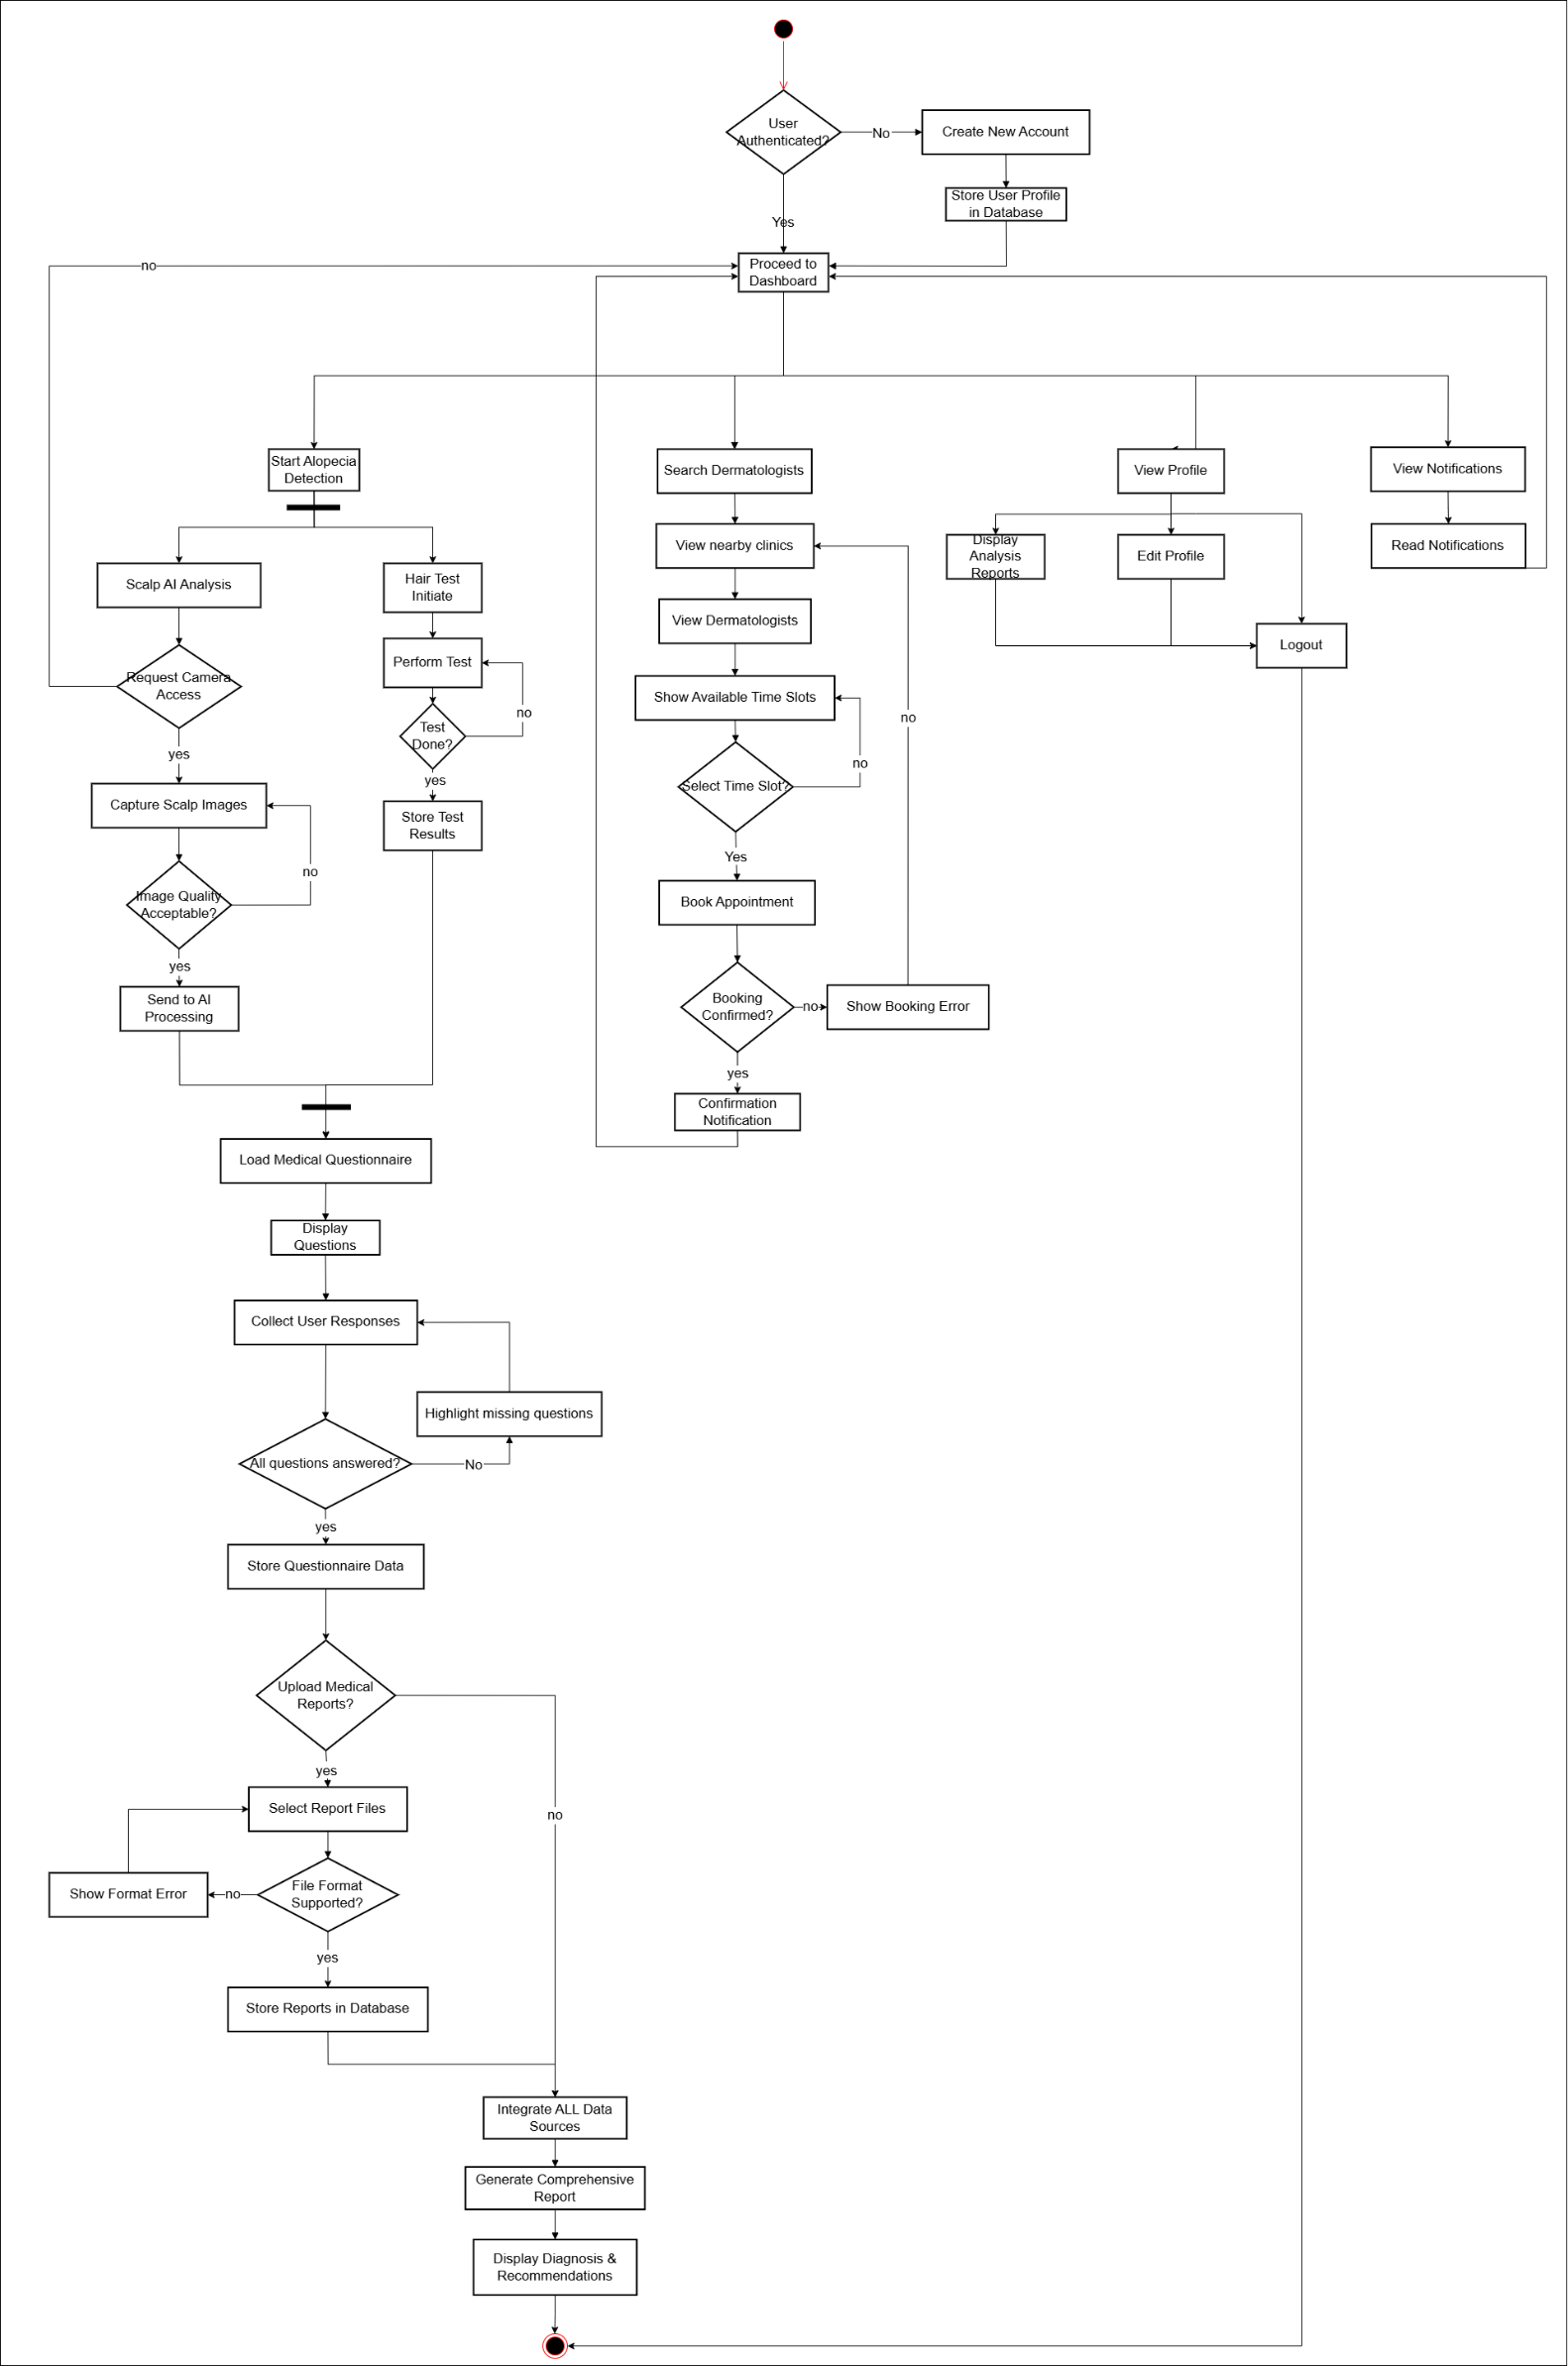 User
Authenticated?
No
Create New Account
Store User Profile
in Database
Yes
no
Proceed to
Dashboard
Start Alopecia
Detection
Search Dermatologists
View Profile
View Notifications
View nearby clinics
Display
Analysis
Reports
Edit Profile
Read Notifications
Scalp AI Analysis
Hair Test
Initiate
View Dermatologists
Logout
Request Camera
Access
Perform Test
no
Test
Done?
Show Available Time Slots
no
no
yes
yes
Select Time Slot?
Capture Scalp Images
Store Test
Results
no
Yes
Image Quality
Acceptable?
Book Appointment
yes
Send to AI
Processing
Booking
Confirmed?
no
Show Booking Error
yes
Confirmation
Notification
Load Medical Questionnaire
Display
Questions
Collect User Responses
Highlight missing questions
All questions answered?
No
yes
Store Questionnaire Data
Upload Medical
Reports?
yes
Select Report Files
no
Show Format Error
no
File Format
Supported?
yes
Store Reports in Database
Integrate ALL Data
Sources
Generate Comprehensive
Report
Display Diagnosis &
Recommendations